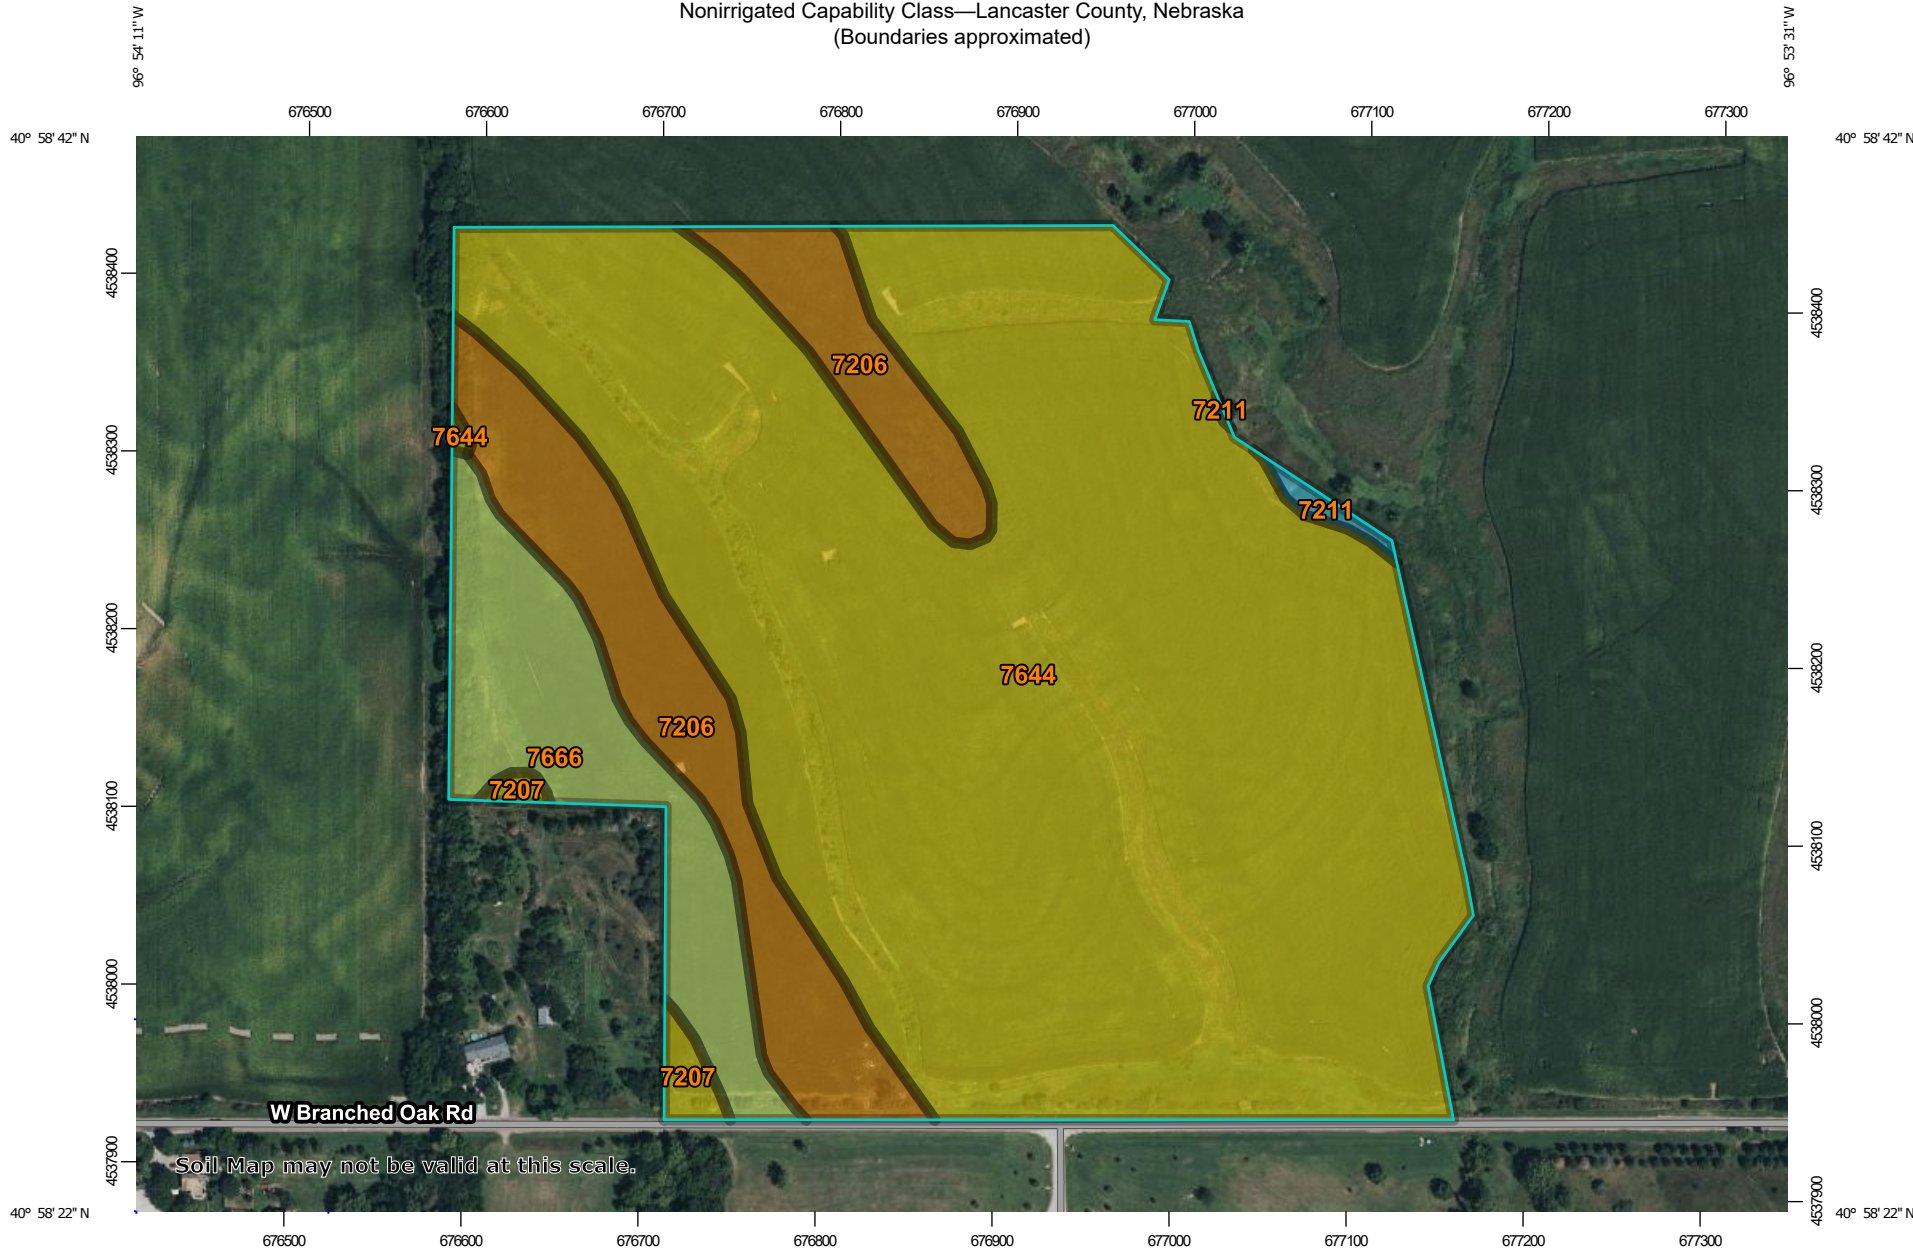 Nonirrigated Capability Class—Lancaster County, Nebraska
(Boundaries approximated)
96° 54' 11'' W
96° 53' 31'' W
676500 676600 676700 676800 676900 677000 677100 677200 677300
40° 58' 42'' N
40° 58' 42'' N
4538400
4538400
7206
7211
7644
4538300
4538300
7211
4538200
4538200
7644
7206
7666
7207
4538100
4538100
4538000
4538000
7207
W Branched Oak Rd
Soil Map may not be valid at this scale.
4537900
4537900
40° 58' 22'' N
40° 58' 22'' N
676500 676600 676700 676800 676900 677000 677100 677200 677300